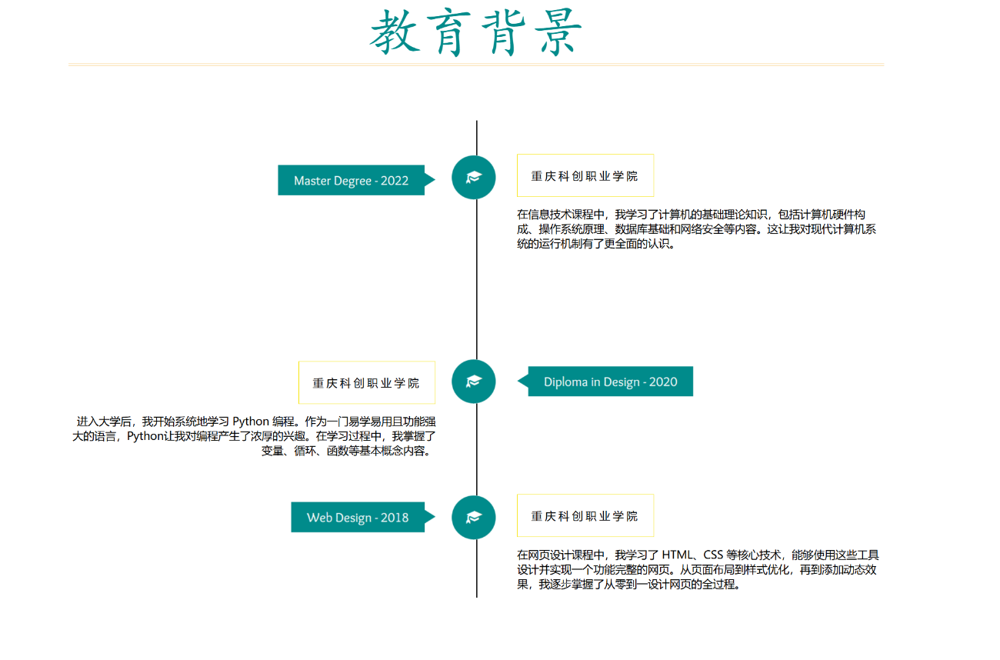 教育背景
Master Degree - 2022
重庆科创职业学院
在信息技术课程中，我学习了计算机的基础理论知识，包括计算机硬件构
成、操作系统原理、数据库基础和网络安全等内容。这让我对现代计算机系
统的运行机制有了更全面的认识。
重庆科创职业学院
Diploma in Design - 2020
进入大学后，我开始系统地学习 Python 编程。作为一门易学易用且功能强
大的语言，Python让我对编程产生了浓厚的兴趣。在学习过程中，我掌握了
变量、循环、函数等基本概念内容。
Web Design - 2018
重庆科创职业学院
在网页设计课程中，我学习了 HTML、CSS 等核心技术，能够使用这些工具
设计并实现一个功能完整的网页。从页面布局到样式优化，再到添加动态效
果，我逐步掌握了从零到一设计网页的全过程。